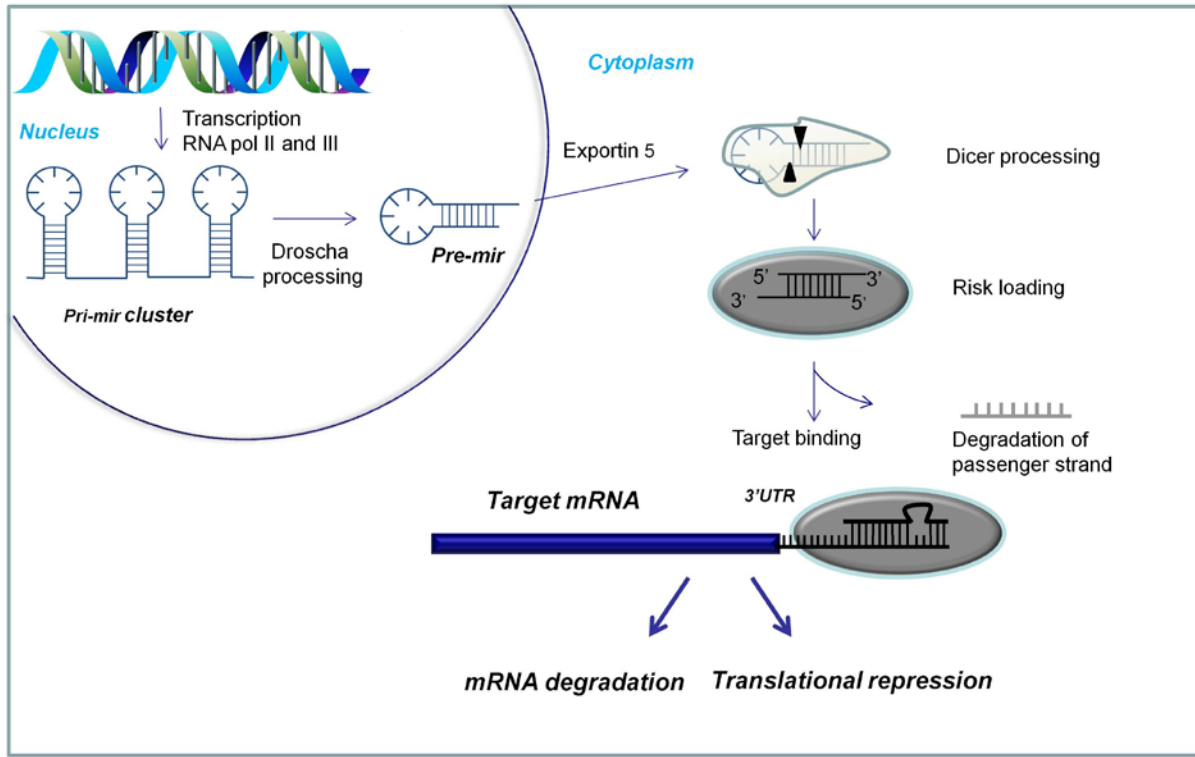 Cytoplasm
Nucleus
Transcription
RNA pol II and III
Exportin 5
Dicer processing
Droscha
processing
Pre-mir
Pri-mir cluster
5’
3’
3’
5’
Risk loading
Target binding
Degradation of
passenger strand
Target mRNA
3’UTR
mRNA degradation
Translational repression